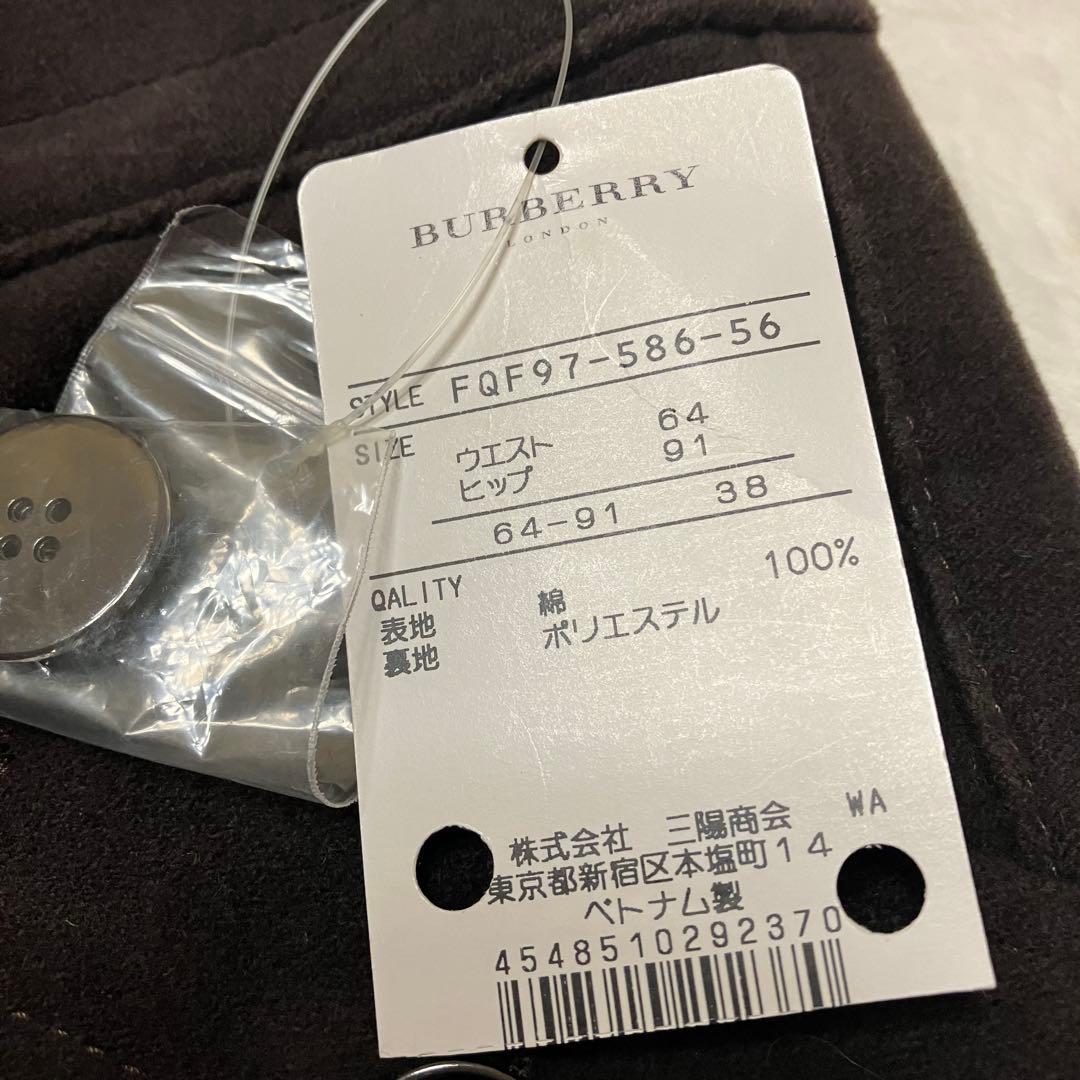 BURBERRY
LONDON
STYLE FQF97-586-56
SIZE ウエスト 64
ヒップ 91
64-91 38
QALITY
表地 綿 100%
裏地 ポリエステル
株式会社 三陽商会 WA
東京都新宿区本塩町14
ベトナム製
4548510292370